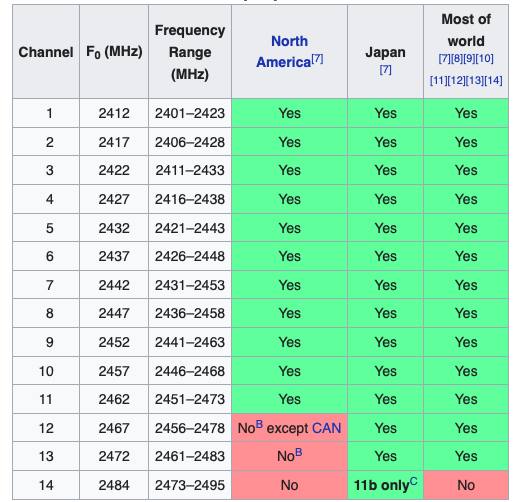 Channel F₀ (MHz) Frequency Range (MHz) North America[7] Japan [7] Most of world [7][8][9][10] [11][12][13][14]
1 2412 2401–2423 Yes Yes Yes
2 2417 2406–2428 Yes Yes Yes
3 2422 2411–2433 Yes Yes Yes
4 2427 2416–2438 Yes Yes Yes
5 2432 2421–2443 Yes Yes Yes
6 2437 2426–2448 Yes Yes Yes
7 2442 2431–2453 Yes Yes Yes
8 2447 2436–2458 Yes Yes Yes
9 2452 2441–2463 Yes Yes Yes
10 2457 2446–2468 Yes Yes Yes
11 2462 2451–2473 Yes Yes Yes
12 2467 2456–2478 Noᴮ except CAN Yes Yes
13 2472 2461–2483 Noᴮ Yes Yes
14 2484 2473–2495 No 11b onlyC No